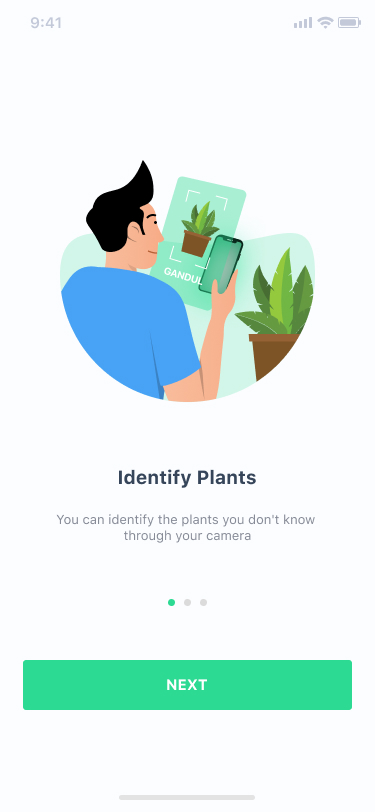 9:41
GANDUL
Identify Plants
You can identify the plants you don't know
through your camera
NEXT